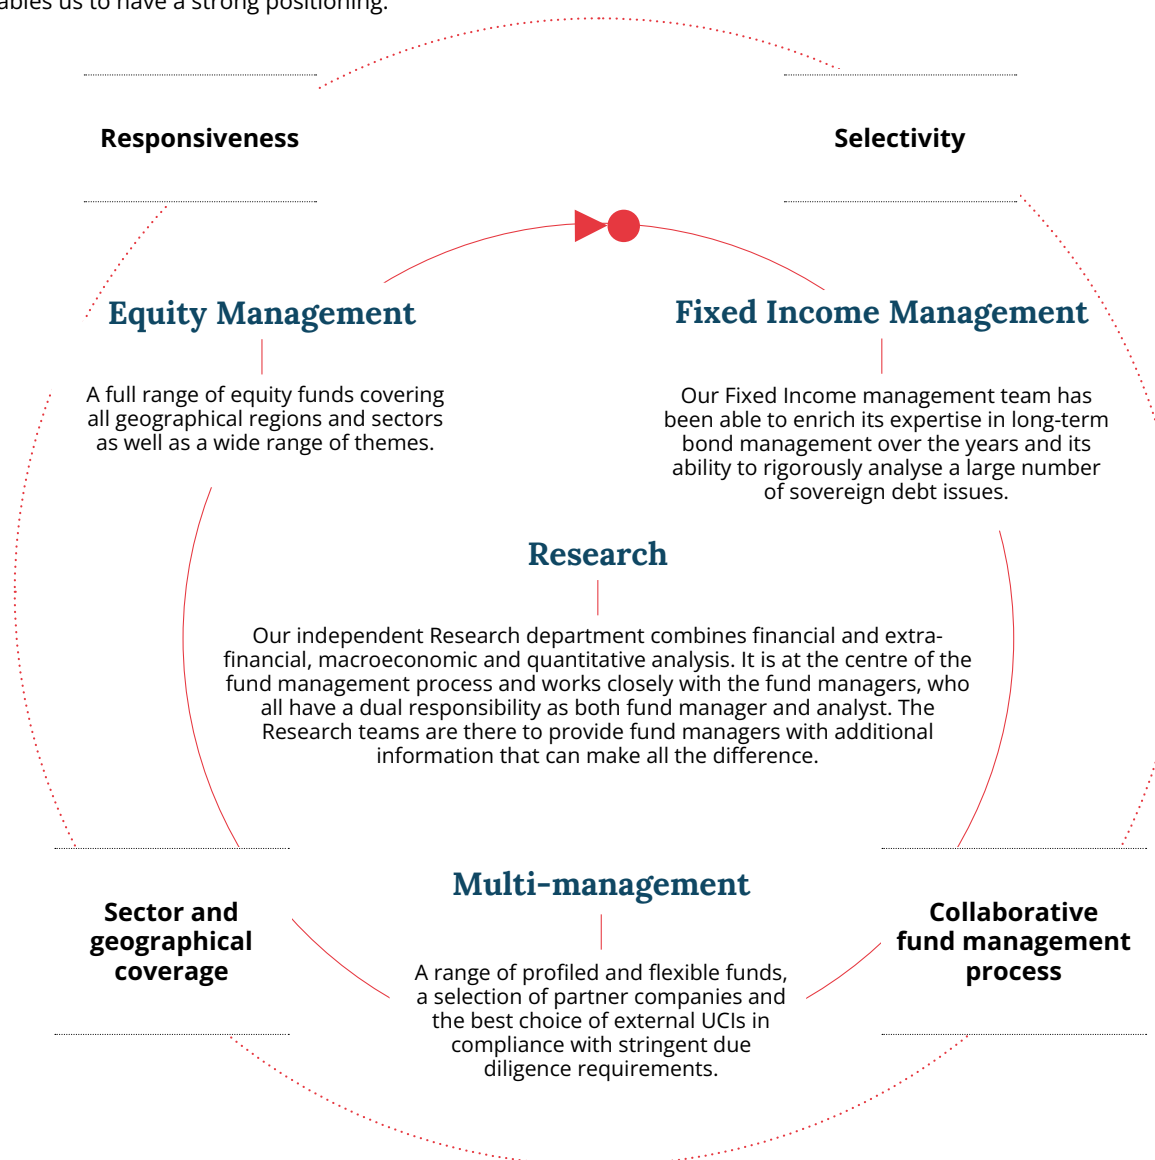 to have a strong positioning.
Responsiveness
Selectivity
Equity Management
A full range of equity funds covering
all geographical regions and sectors
as well as a wide range of themes.
Fixed Income Management
Our Fixed Income management team has
been able to enrich its expertise in long-term
bond management over the years and its
ability to rigorously analyse a large number
of sovereign debt issues.
Research
Our independent Research department combines financial and extra-
financial, macroeconomic and quantitative analysis. It is at the centre of the
fund management process and works closely with the fund managers, who
all have a dual responsibility as both fund manager and analyst. The
Research teams are there to provide fund managers with additional
information that can make all the difference.
Multi-management
A range of profiled and flexible funds,
a selection of partner companies and
the best choice of external UCIs in
compliance with stringent due
diligence requirements.
Sector and
geographical
coverage
Collaborative
fund management
process